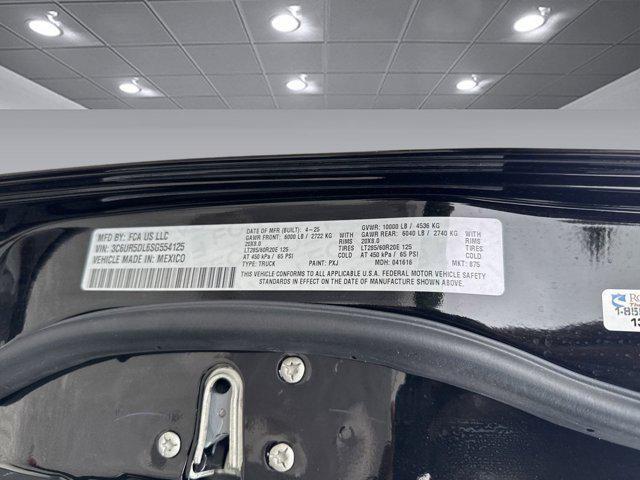 MFD BY: FCA US LLC
VIN: 3C6UR5DL6SG554125
VEHICLE MADE IN: MEXICO
DATE OF MFR (BUILT): 4-25 GVWR: 10000 LB / 4536 KG
GAWR FRONT: 6000 LB / 2722 KG WITH GAWR REAR: 6040 LB / 2740 KG WITH
20X8.0 RIMS 20X8.0 RIMS
LT285/60R20E 125 TIRES LT285/60R20E 125 TIRES
AT 450 kPa / 65 PSI COLD AT 450 kPa / 65 PSI COLD
TYPE: TRUCK PAINT: PXJ MDH: 041616 MKT: 875
THIS VEHICLE CONFORMS TO ALL APPLICABLE U.S.A. FEDERAL MOTOR VEHICLE SAFETY
STANDARDS IN EFFECT ON THE DATE OF MANUFACTURE SHOWN ABOVE.